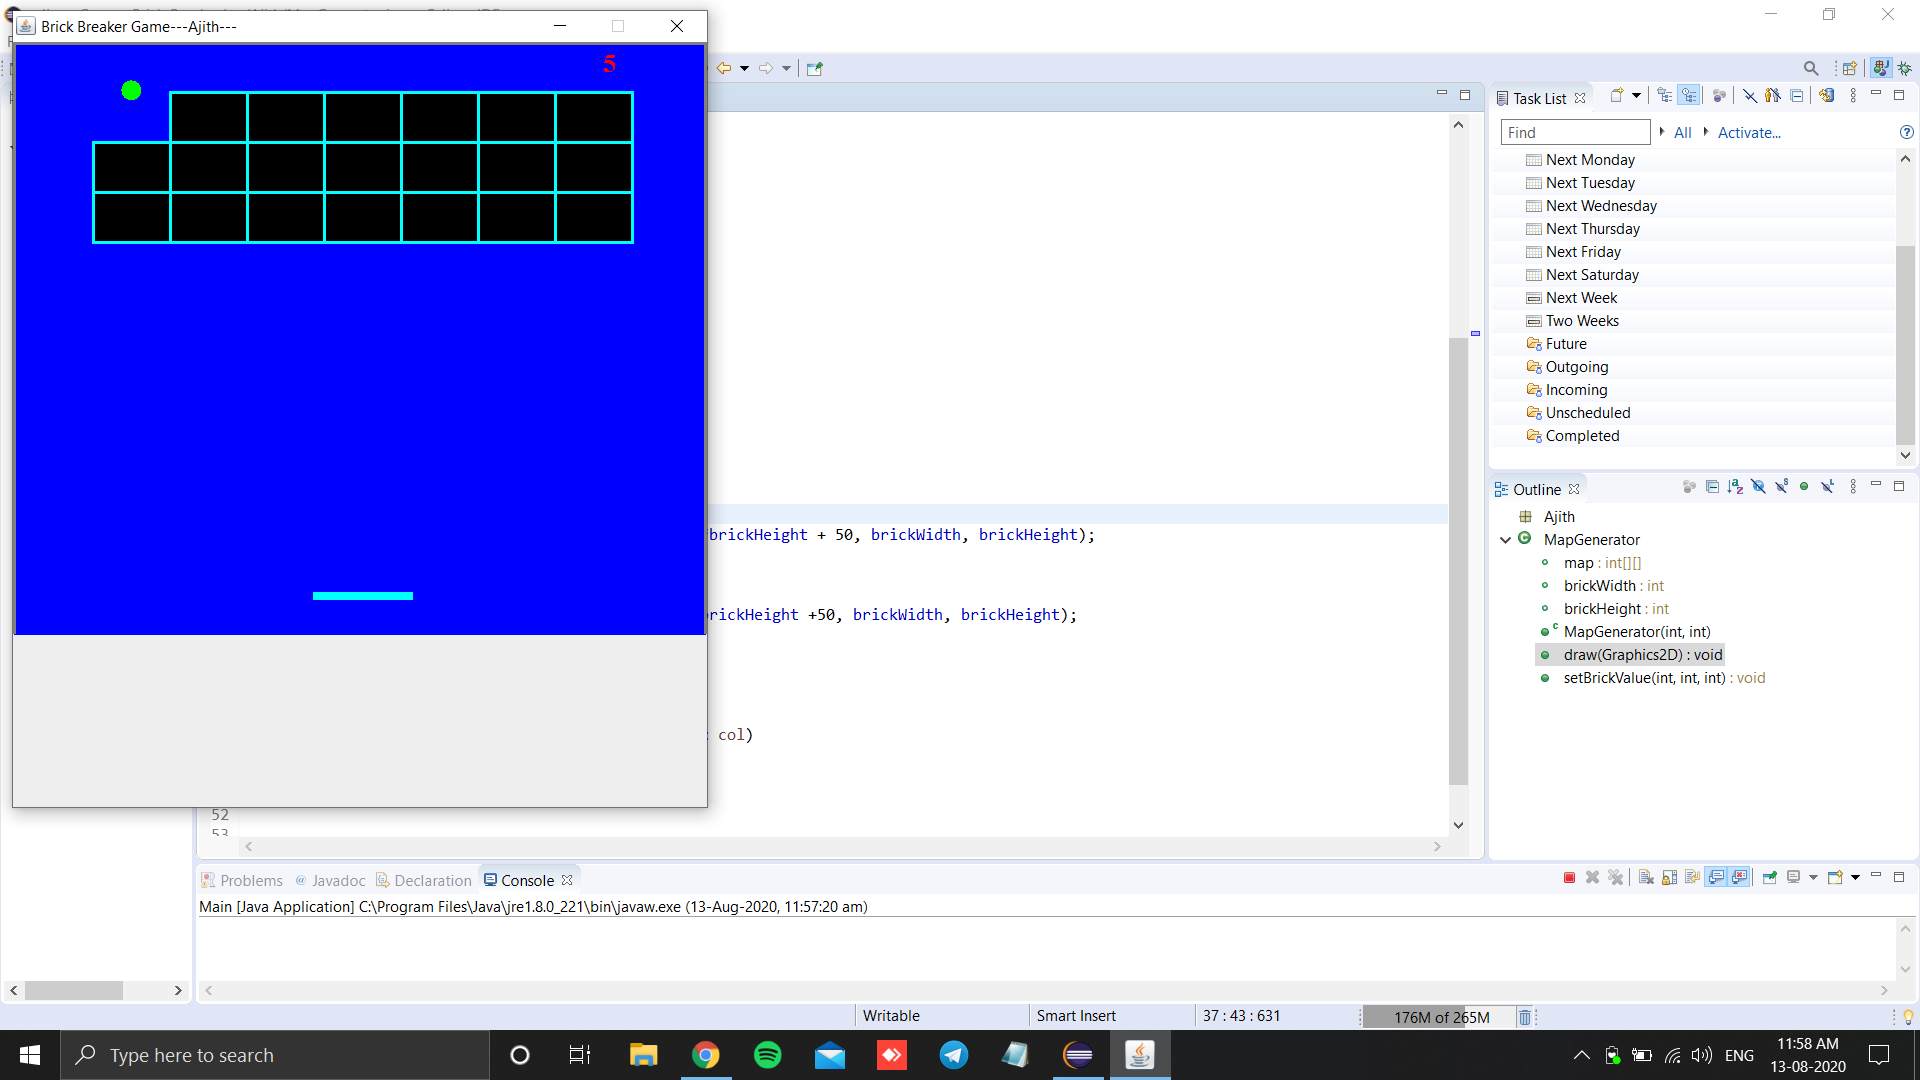 Brick Breaker Game---Ajith---
5
Task List
Find
All
Activate...
Next Monday
Next Tuesday
Next Wednesday
Next Thursday
Next Friday
Next Saturday
Next Week
Two Weeks
Future
Outgoing
Incoming
Unscheduled
Completed
brickHeight + 50, brickWidth, brickHeight);
rickHeight +50, brickWidth, brickHeight);
col)
52
53
Outline
Ajith
MapGenerator
map : int[][]
brickWidth : int
brickHeight : int
MapGenerator(int, int)
draw(Graphics2D) : void
setBrickValue(int, int, int) : void
Problems
Javadoc
Declaration
Console
Main [Java Application] C:\Program Files\Java\jre1.8.0_221\bin\javaw.exe (13-Aug-2020, 11:57:20 am)
Writable
Smart Insert
37 : 43 : 631
176M of 265M
Type here to search
ENG
11:58 AM
13-08-2020